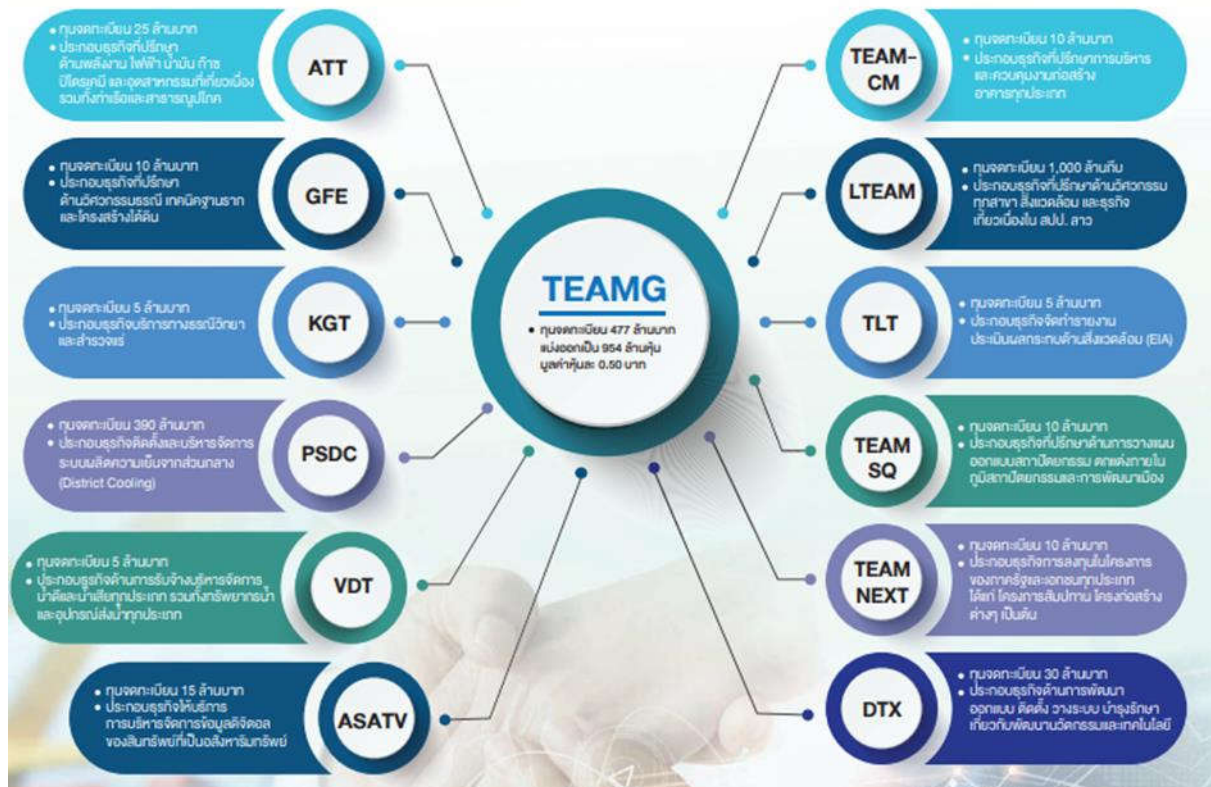 • ทุนจดทะเบียน 25 ล้านบาท
• ประกอบธุรกิจที่ปรึกษา
ด้านพลังงาน ไฟฟ้า น้ำมัน ก๊าซ
ปิโตรเคมี และอุตสาหกรรมที่เกี่ยวเนื่อง
รวมทั้งท่าเรือและสาธารณูปโภค
ATT
• ทุนจดทะเบียน 10 ล้านบาท
• ประกอบธุรกิจที่ปรึกษา
ด้านวิศวกรรมธรณี เทคนิคฐานราก
และโครงสร้างใต้ดิน
GFE
• ทุนจดทะเบียน 5 ล้านบาท
• ประกอบธุรกิจบริการทางธรณีวิทยา
และสำรวจแร่
KGT
• ทุนจดทะเบียน 390 ล้านบาท
• ประกอบธุรกิจติดตั้งและบริหารจัดการ
ระบบผลิตความเย็นจากส่วนกลาง
(District Cooling)
PSDC
• ทุนจดทะเบียน 5 ล้านบาท
• ประกอบธุรกิจด้านการรับจ้างบริหารจัดการ
น้ำดีและน้ำเสียทุกประเภท รวมทั้งทรัพยากรน้ำ
และอุปกรณ์ส่งน้ำทุกประเภท
VDT
• ทุนจดทะเบียน 15 ล้านบาท
• ประกอบธุรกิจให้บริการ
การบริหารจัดการข้อมูลดิจิตอล
ของสินทรัพย์ที่เป็นอสังหาริมทรัพย์
ASATV
TEAMG
• ทุนจดทะเบียน 477 ล้านบาท
แบ่งออกเป็น 954 ล้านหุ้น
มูลค่าหุ้นละ 0.50 บาท
TEAM-
CM
• ทุนจดทะเบียน 10 ล้านบาท
• ประกอบธุรกิจที่ปรึกษาการบริหาร
และควบคุมงานก่อสร้าง
อาคารทุกประเภท
LTEAM
• ทุนจดทะเบียน 1,000 ล้านกีบ
• ประกอบธุรกิจที่ปรึกษาด้านวิศวกรรม
ทุกสาขา สิ่งแวดล้อม และธุรกิจ
เกี่ยวเนื่องใน สปป. ลาว
TLT
• ทุนจดทะเบียน 5 ล้านบาท
• ประกอบธุรกิจจัดทำรายงาน
ประเมินผลกระทบด้านสิ่งแวดล้อม (EIA)
TEAM
SQ
• ทุนจดทะเบียน 10 ล้านบาท
• ประกอบธุรกิจที่ปรึกษาด้านการวางแผน
ออกแบบสถาปัตยกรรม ตกแต่งภายใน
ภูมิสถาปัตยกรรมและการพัฒนาเมือง
TEAM
NEXT
• ทุนจดทะเบียน 10 ล้านบาท
• ประกอบธุรกิจการลงทุนในโครงการ
ของภาครัฐและเอกชนทุกประเภท
ได้แก่ โครงการสัมปทาน โครงก่อสร้าง
ต่างๆ เป็นต้น
DTX
• ทุนจดทะเบียน 30 ล้านบาท
• ประกอบธุรกิจด้านการพัฒนา
ออกแบบ ติดตั้ง วางระบบ บำรุงรักษา
เกี่ยวกับพัฒนานวัตกรรมและเทคโนโลยี